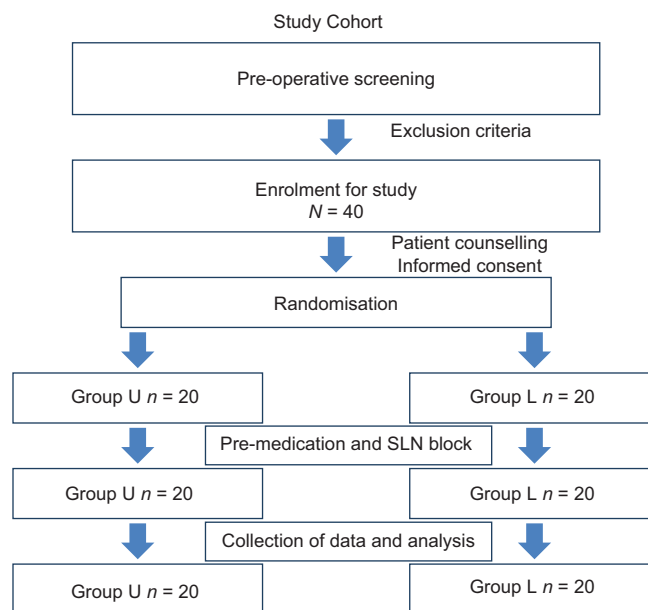 Study Cohort
Pre-operative screening
Exclusion criteria
Enrolment for study
N = 40
Patient counselling
Informed consent
Randomisation
Group U n = 20
Group L n = 20
Pre-medication and SLN block
Group U n = 20
Group L n = 20
Collection of data and analysis
Group U n = 20
Group L n = 20